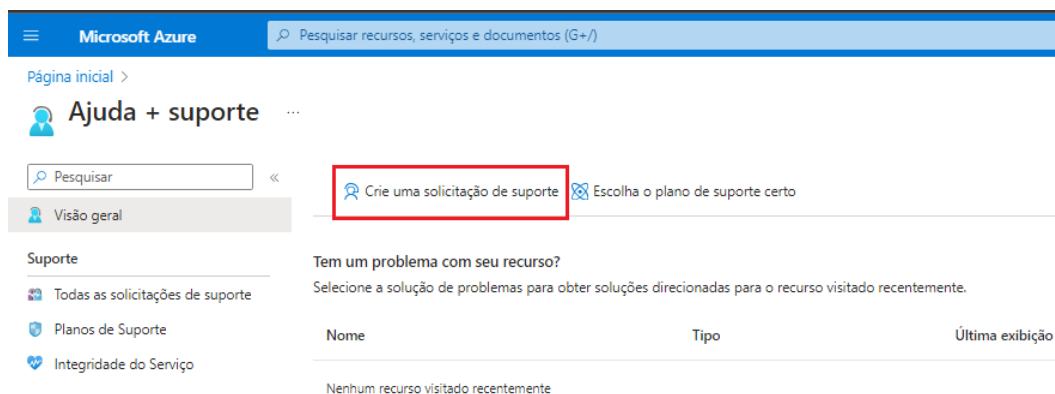 Microsoft Azure
Pesquisar recursos, serviços e documentos (G+/)
Página inicial >
Ajuda + suporte ...
Pesquisar «
Visão geral
Suporte
Todas as solicitações de suporte
Planos de Suporte
Integridade do Serviço
Crie uma solicitação de suporte Escolha o plano de suporte certo
Tem um problema com seu recurso?
Selecione a solução de problemas para obter soluções direcionadas para o recurso visitado recentemente.
Nome Tipo Última exibição
Nenhum recurso visitado recentemente